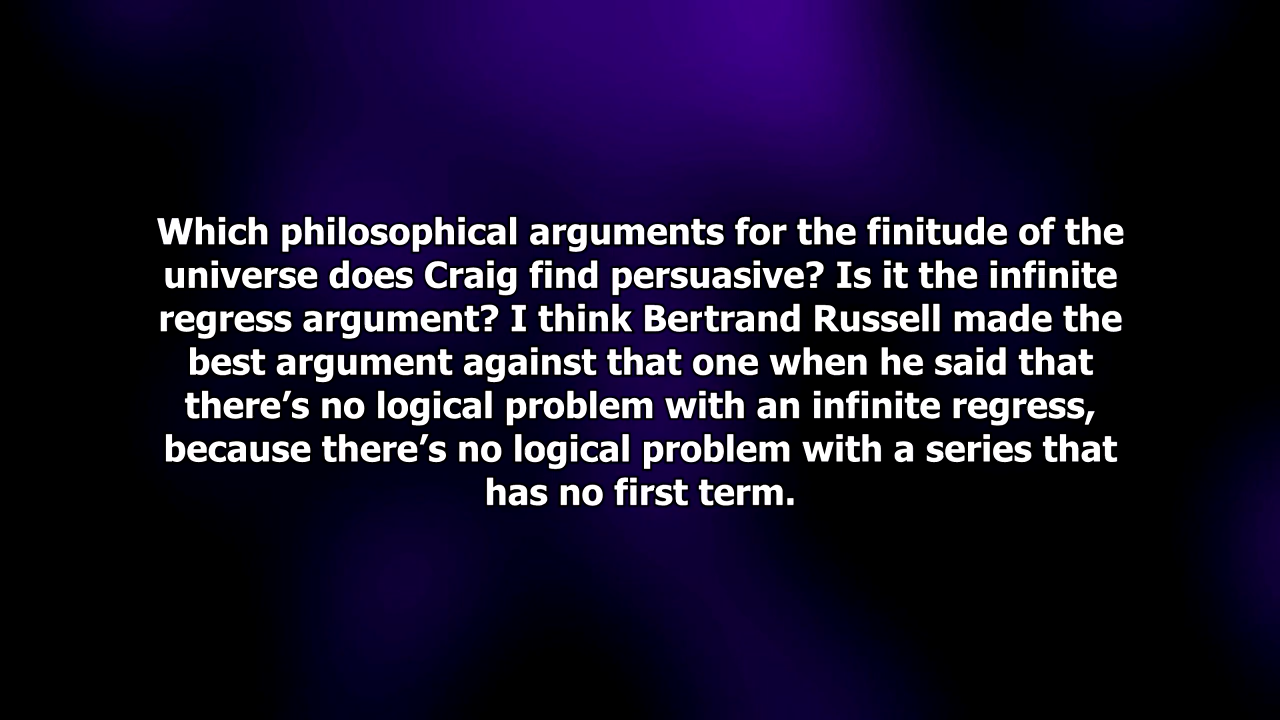 Which philosophical arguments for the finitude of the
universe does Craig find persuasive? Is it the infinite
regress argument? I think Bertrand Russell made the
best argument against that one when he said that
there’s no logical problem with an infinite regress,
because there’s no logical problem with a series that
has no first term.